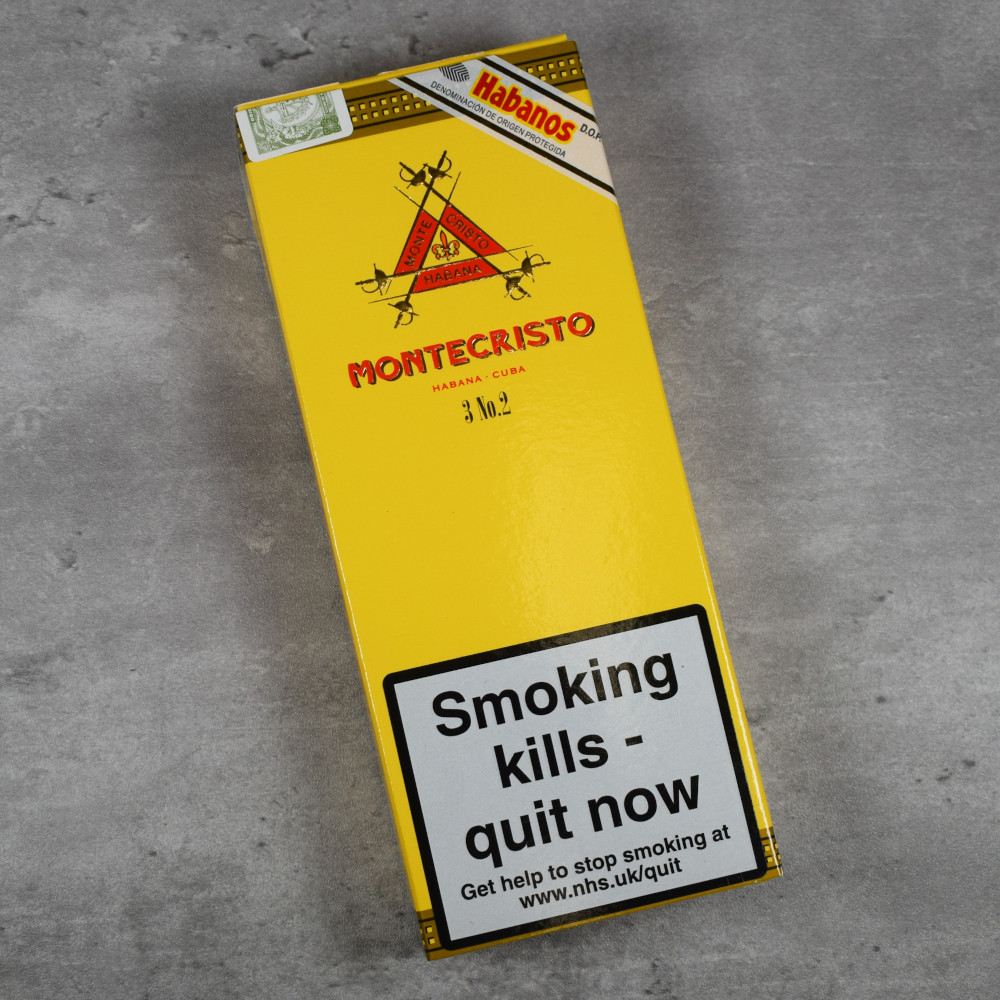 Habanos
DENOMINACIÓN DE ORIGEN PROTEGIDA
D.O.P.
MONTE
CRISTO
HABANA
MONTECRISTO
HABANA · CUBA
3 No.2
Smoking
kills -
quit now
Get help to stop smoking at
www.nhs.uk/quit